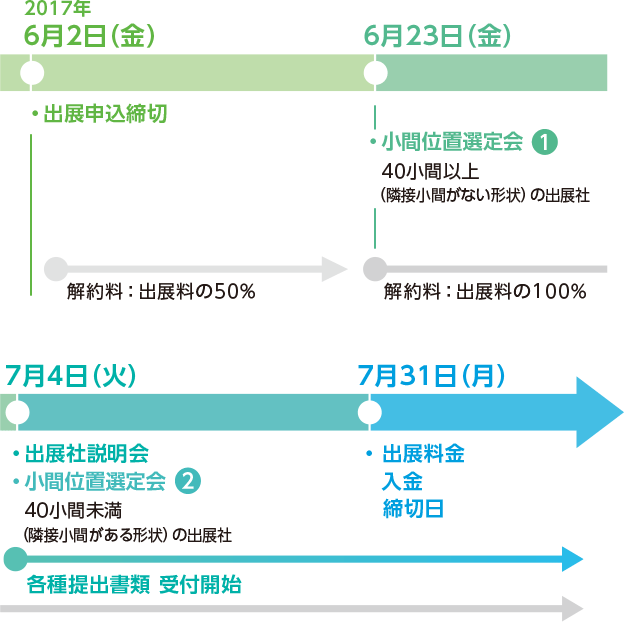 2017年
6月2日（金）
6月23日（金）
・出展申込締切
・小間位置選定会 1
40小間以上
（隣接小間がない形状）の出展社
解約料：出展料の50%
解約料：出展料の100%
7月4日（火）
7月31日（月）
・出展社説明会
・小間位置選定会 2
40小間未満
（隣接小間がある形状）の出展社
・出展料金
入金
締切日
各種提出書類 受付開始